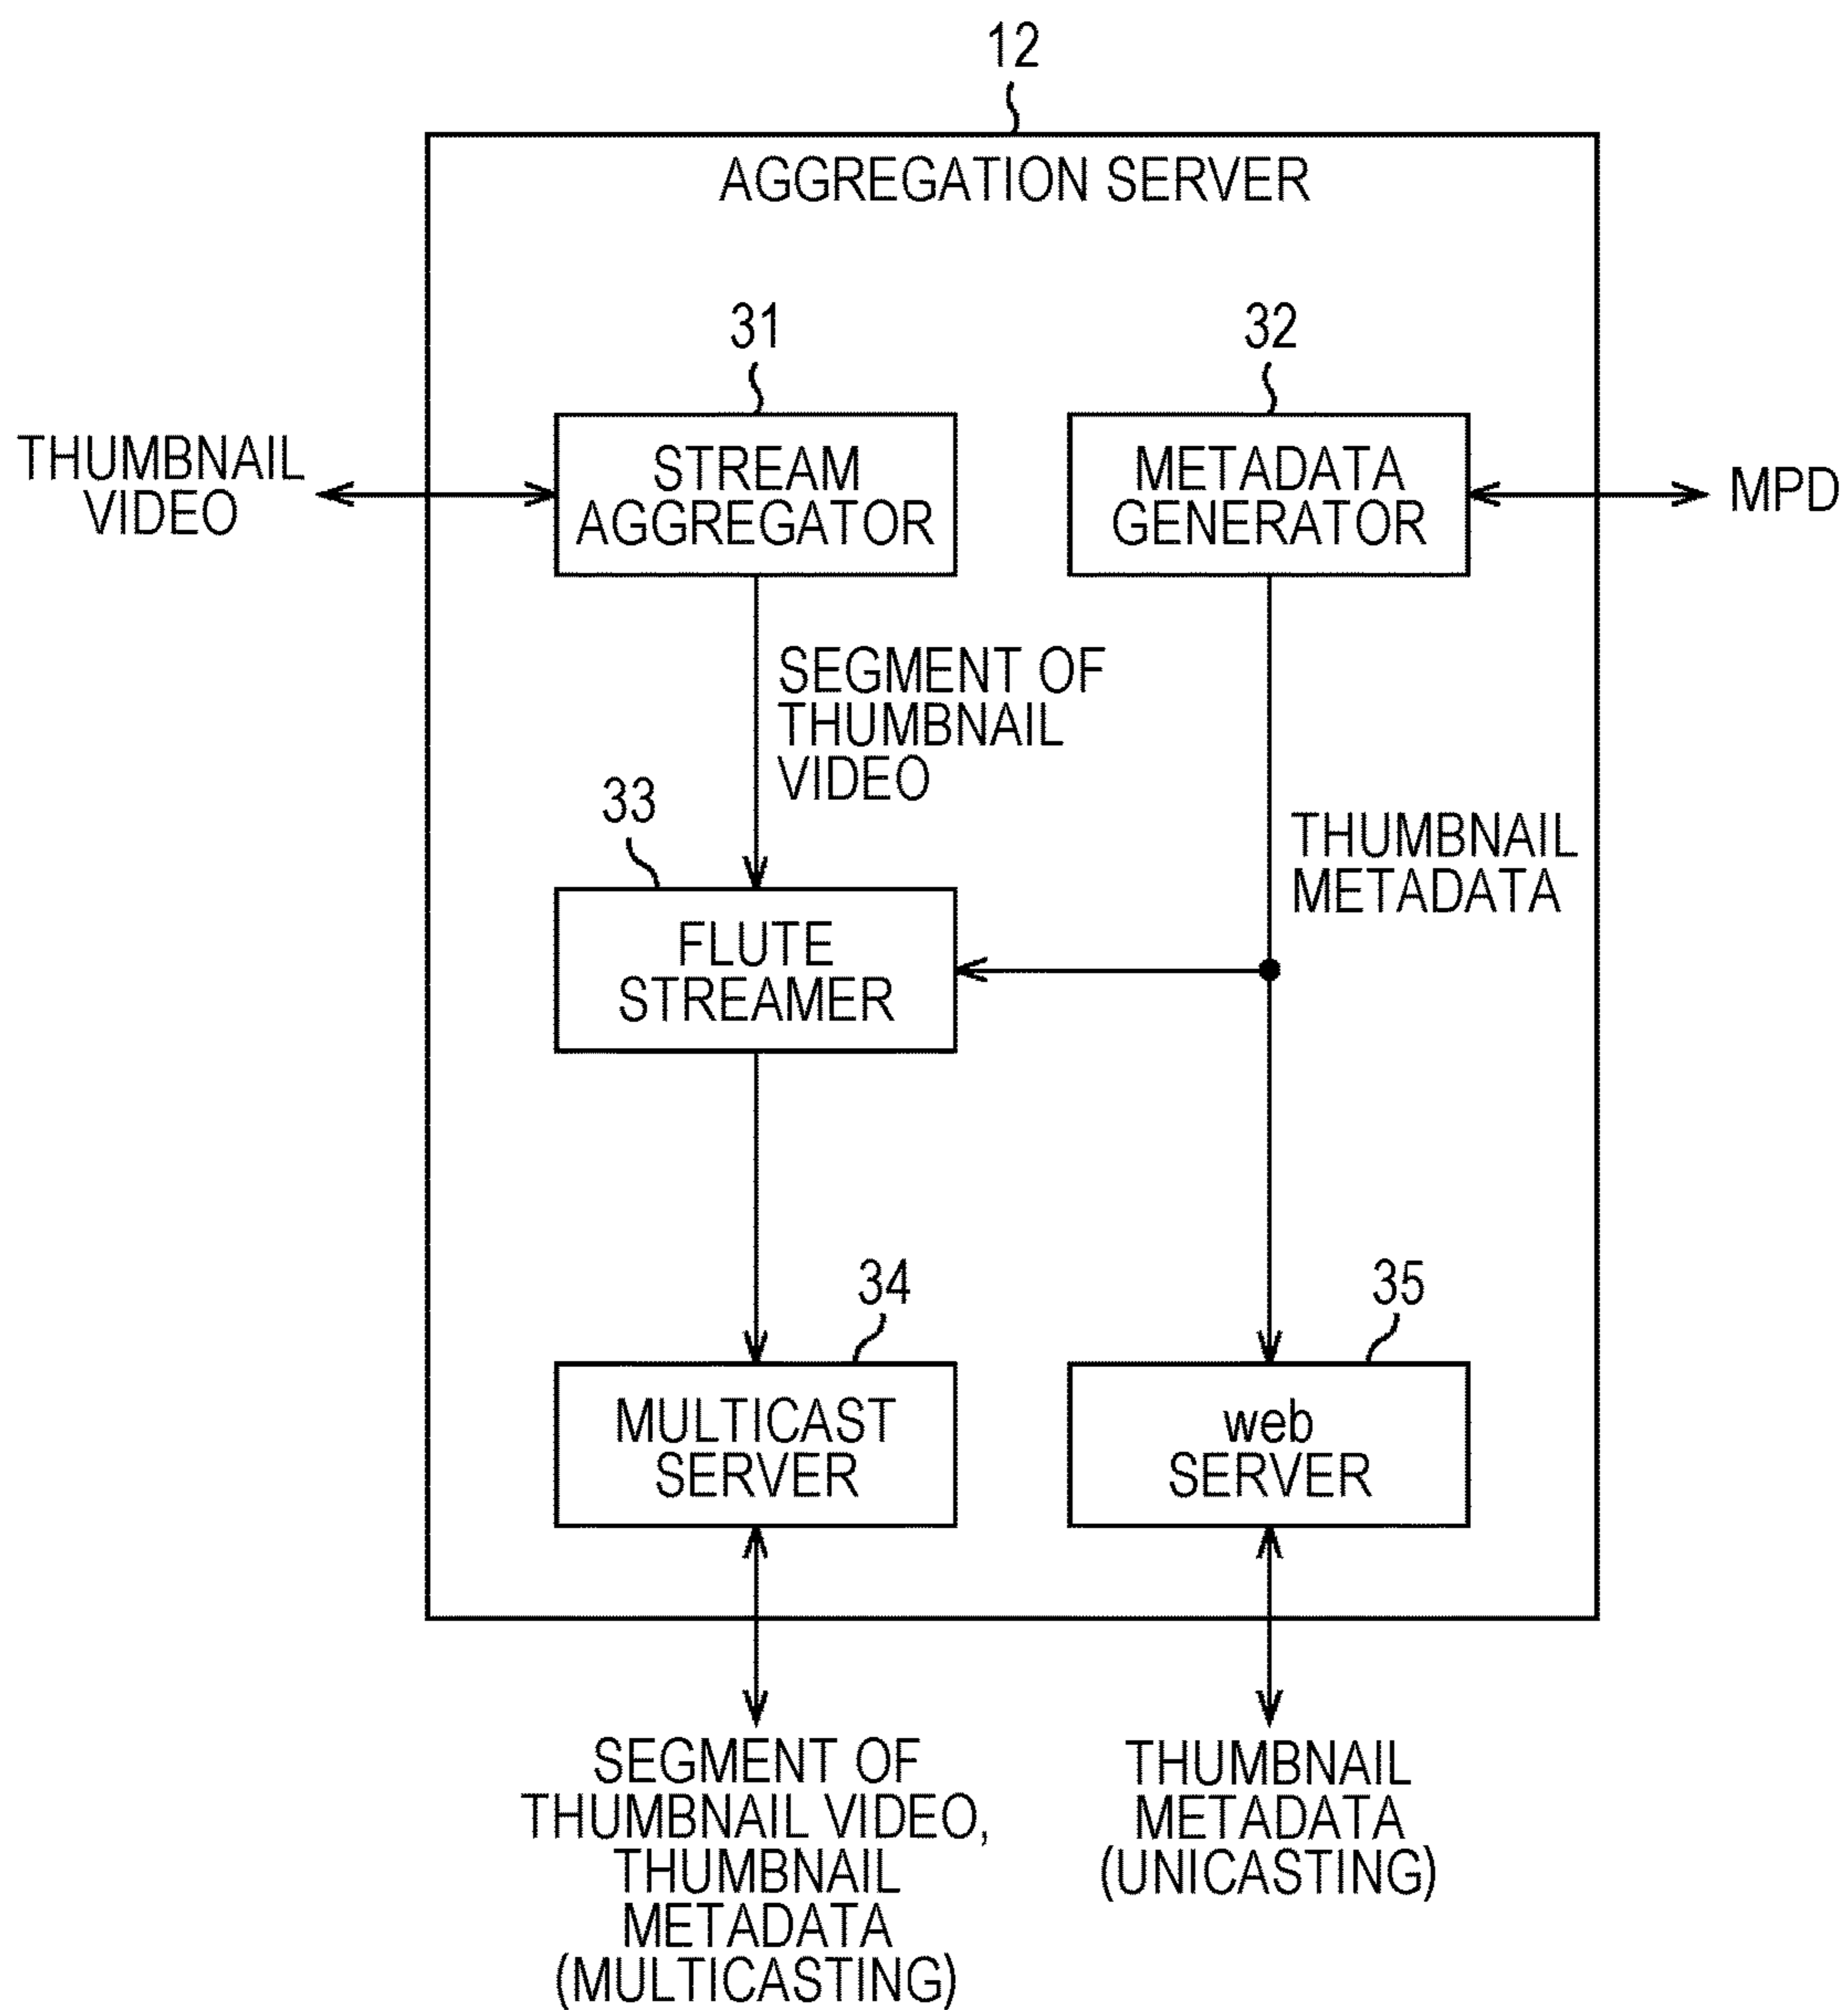 12
AGGREGATION SERVER
31
32
THUMBNAIL
VIDEO
STREAM
AGGREGATOR
METADATA
GENERATOR
MPD
SEGMENT OF
THUMBNAIL
VIDEO
33
THUMBNAIL
METADATA
FLUTE
STREAMER
34
35
MULTICAST
SERVER
web
SERVER
SEGMENT OF
THUMBNAIL VIDEO,
THUMBNAIL
METADATA
(MULTICASTING)
THUMBNAIL
METADATA
(UNICASTING)